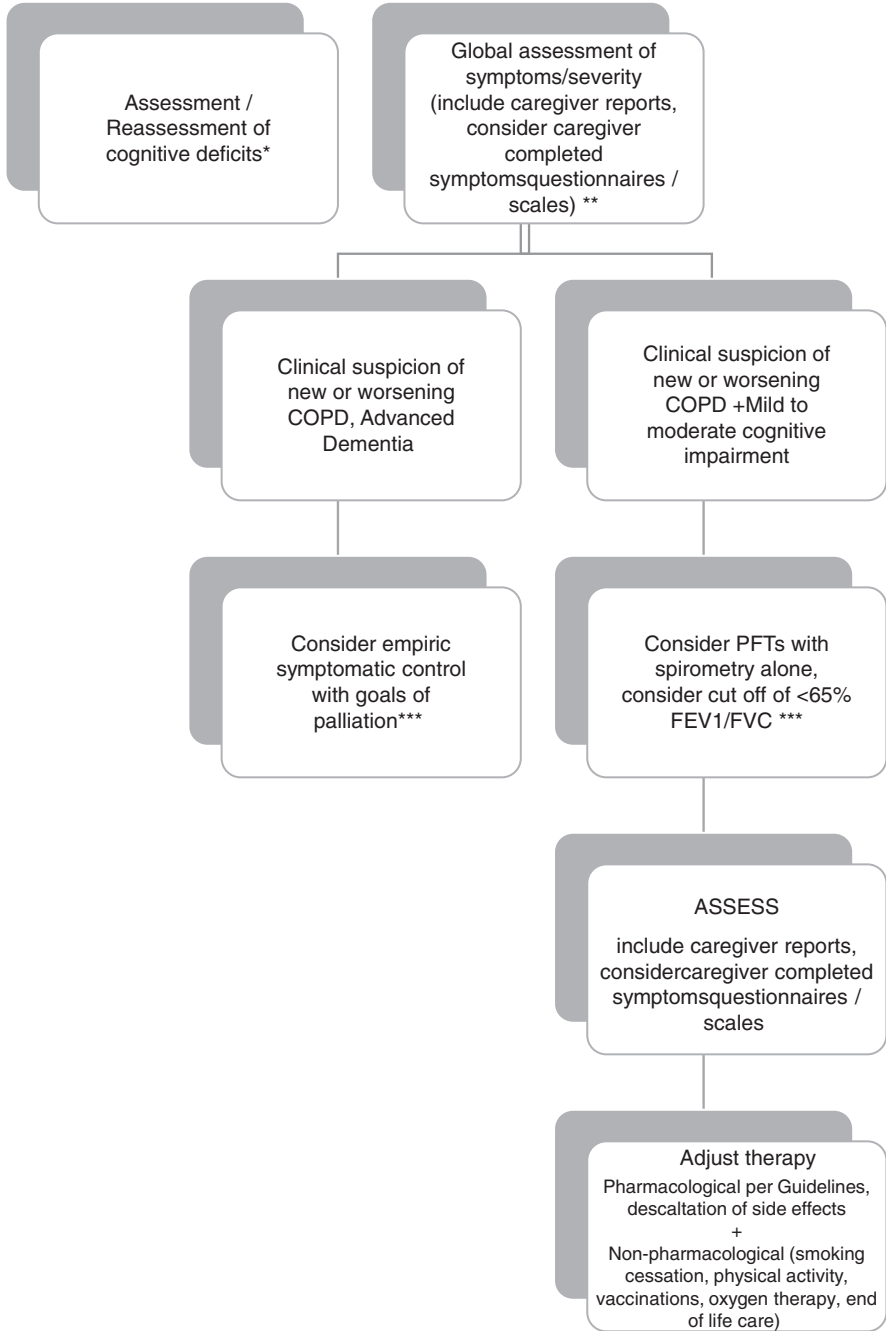 Assessment /
Reassessment of
cognitive deficits*
Global assessment of
symptoms/severity
(include caregiver reports,
consider caregiver
completed
symptomsquestionnaires /
scales) **
Clinical suspicion of
new or worsening
COPD, Advanced
Dementia
Clinical suspicion of
new or worsening
COPD +Mild to
moderate cognitive
impairment
Consider empiric
symptomatic control
with goals of
palliation***
Consider PFTs with
spirometry alone,
consider cut off of <65%
FEV1/FVC ***
ASSESS
include caregiver reports,
considercaregiver completed
symptomsquestionnaires /
scales
Adjust therapy
Pharmacological per Guidelines,
descaltation of side effects
+
Non-pharmacological (smoking
cessation, physical activity,
vaccinations, oxygen therapy, end
of life care)